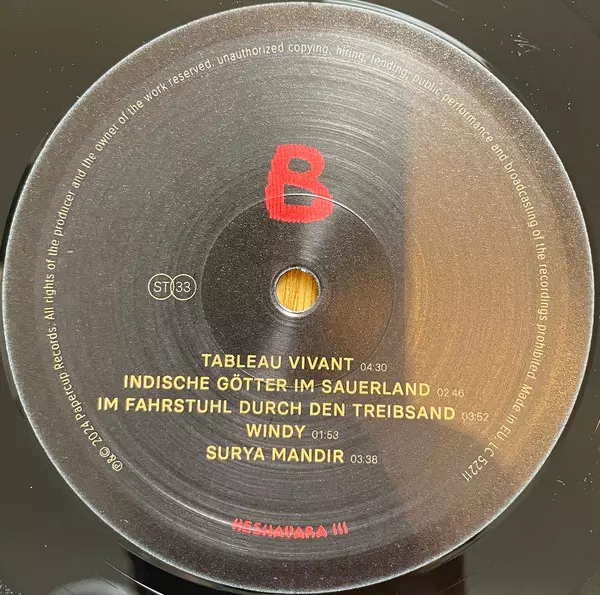 ℗&© 2024 Papercup Records. All rights of the producer and the owner of the work reserved. unauthorized copying, hiring, lending, public performance and broadcasting of the recordings prohibited. Made in EU, LC 52211
B
ST 33
TABLEAU VIVANT 04:30
INDISCHE GÖTTER IM SAUERLAND 02:46
IM FAHRSTUHL DURCH DEN TREIBSAND 03:52
WINDY 01:53
SURYA MANDIR 03:38
KESHAVARA III